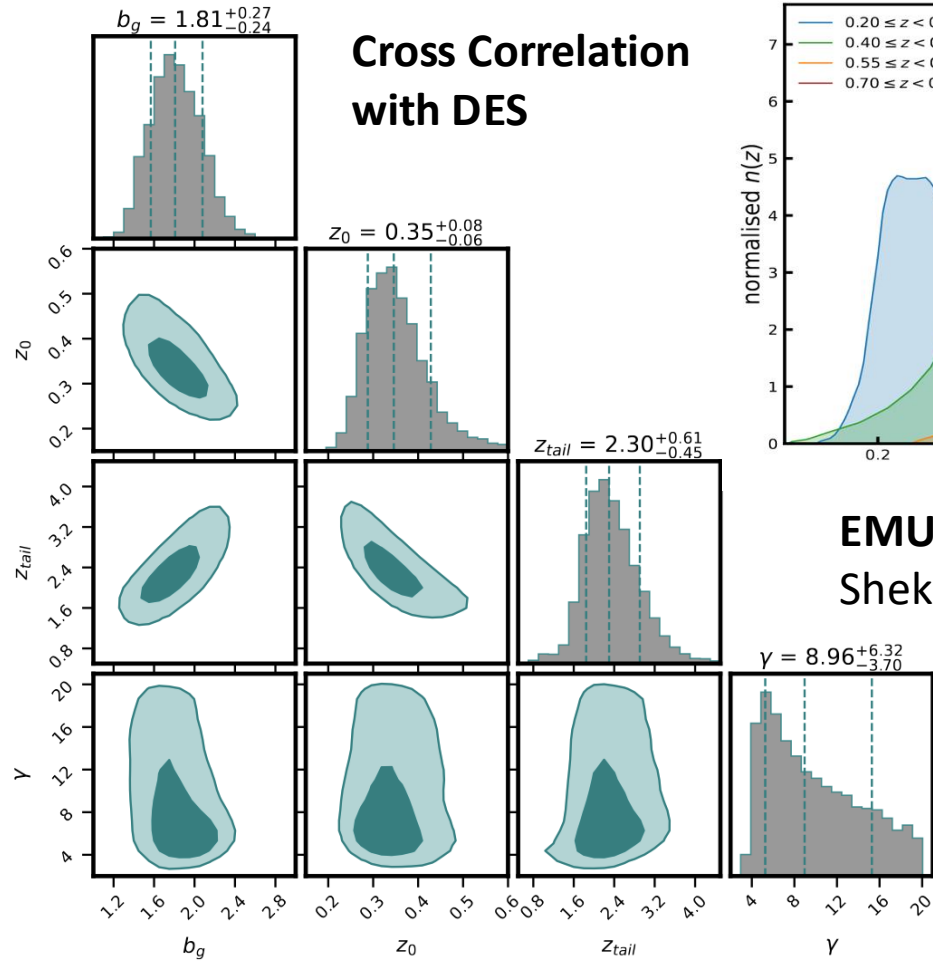 b_g = 1.81^{+0.27}_{-0.24}
Cross Correlation
with DES
0.20 ≤ z < 0
0.40 ≤ z < 0
0.55 ≤ z < 0
0.70 ≤ z < 0
7
6
5
4
3
2
1
0
normalised n(z)
0.2
z_0 = 0.35^{+0.08}_{-0.06}
0.6
0.5
0.4
0.3
0.2
z_0
z_{tail} = 2.30^{+0.61}_{-0.45}
4.0
3.2
2.4
1.6
0.8
z_{tail}
EMU
Shek
γ = 8.96^{+6.32}_{-3.70}
20
16
12
8
4
γ
1.2 1.6 2.0 2.4 2.8
0.2 0.3 0.4 0.5 0.6
0.8 1.6 2.4 3.2 4.0
4 8 12 16 20
b_g z_0 z_{tail} γ